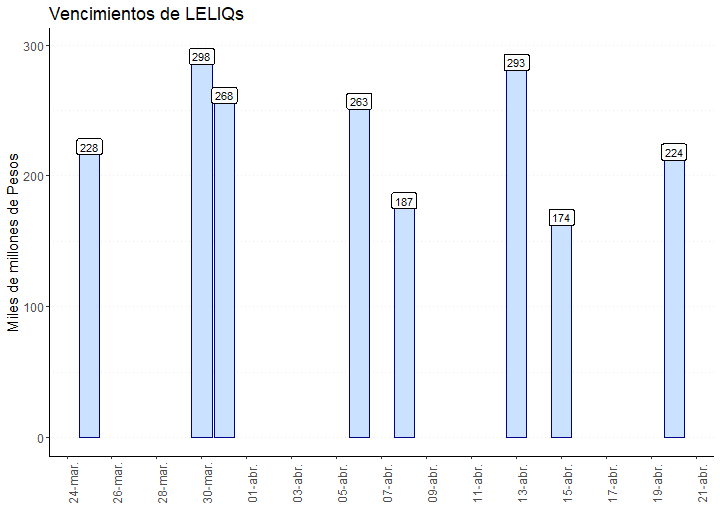 Vencimientos de LELIQs
Miles de millones de Pesos
300
200
100
0
228
298
268
263
187
293
174
224
24-mar.
26-mar.
28-mar.
30-mar.
01-abr.
03-abr.
05-abr.
07-abr.
09-abr.
11-abr.
13-abr.
15-abr.
17-abr.
19-abr.
21-abr.